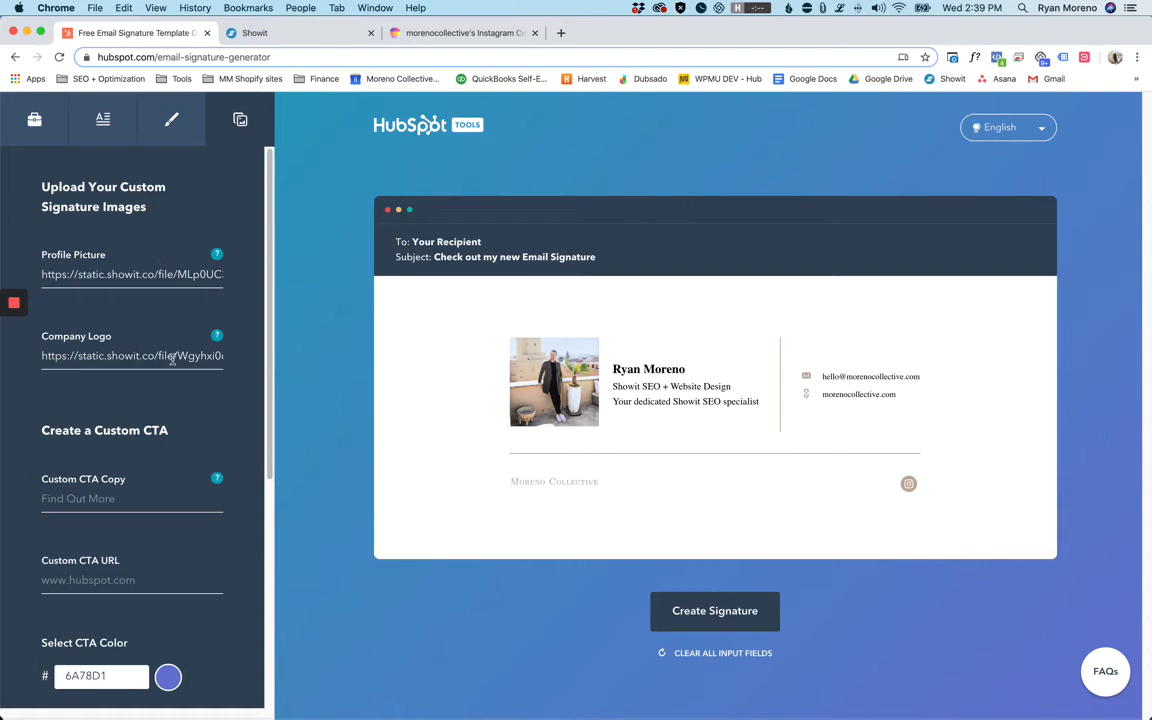 Chrome File Edit View History Bookmarks People Tab Window Help
H -:-- Wed 2:39 PM Ryan Moreno
Free Email Signature Template G
Showit
morenocollective's Instagram Co
hubspot.com/email-signature-generator
Apps SEO + Optimization Tools MM Shopify sites Finance Moreno Collective... QuickBooks Self-E... Harvest Dubsado WPMU DEV - Hub Google Docs Google Drive Showit Asana Gmail »
HubSpot TOOLS
English
Upload Your Custom
Signature Images
Profile Picture ?
https://static.showit.co/file/MLp0UC
Company Logo ?
https://static.showit.co/file/Wgyhxi0
Create a Custom CTA
Custom CTA Copy ?
Find Out More
Custom CTA URL
www.hubspot.com
Select CTA Color
# 6A78D1
To: Your Recipient
Subject: Check out my new Email Signature
Ryan Moreno
Showit SEO + Website Design
Your dedicated Showit SEO specialist
hello@morenocollective.com
morenocollective.com
Moreno Collective
Create Signature
CLEAR ALL INPUT FIELDS
FAQs